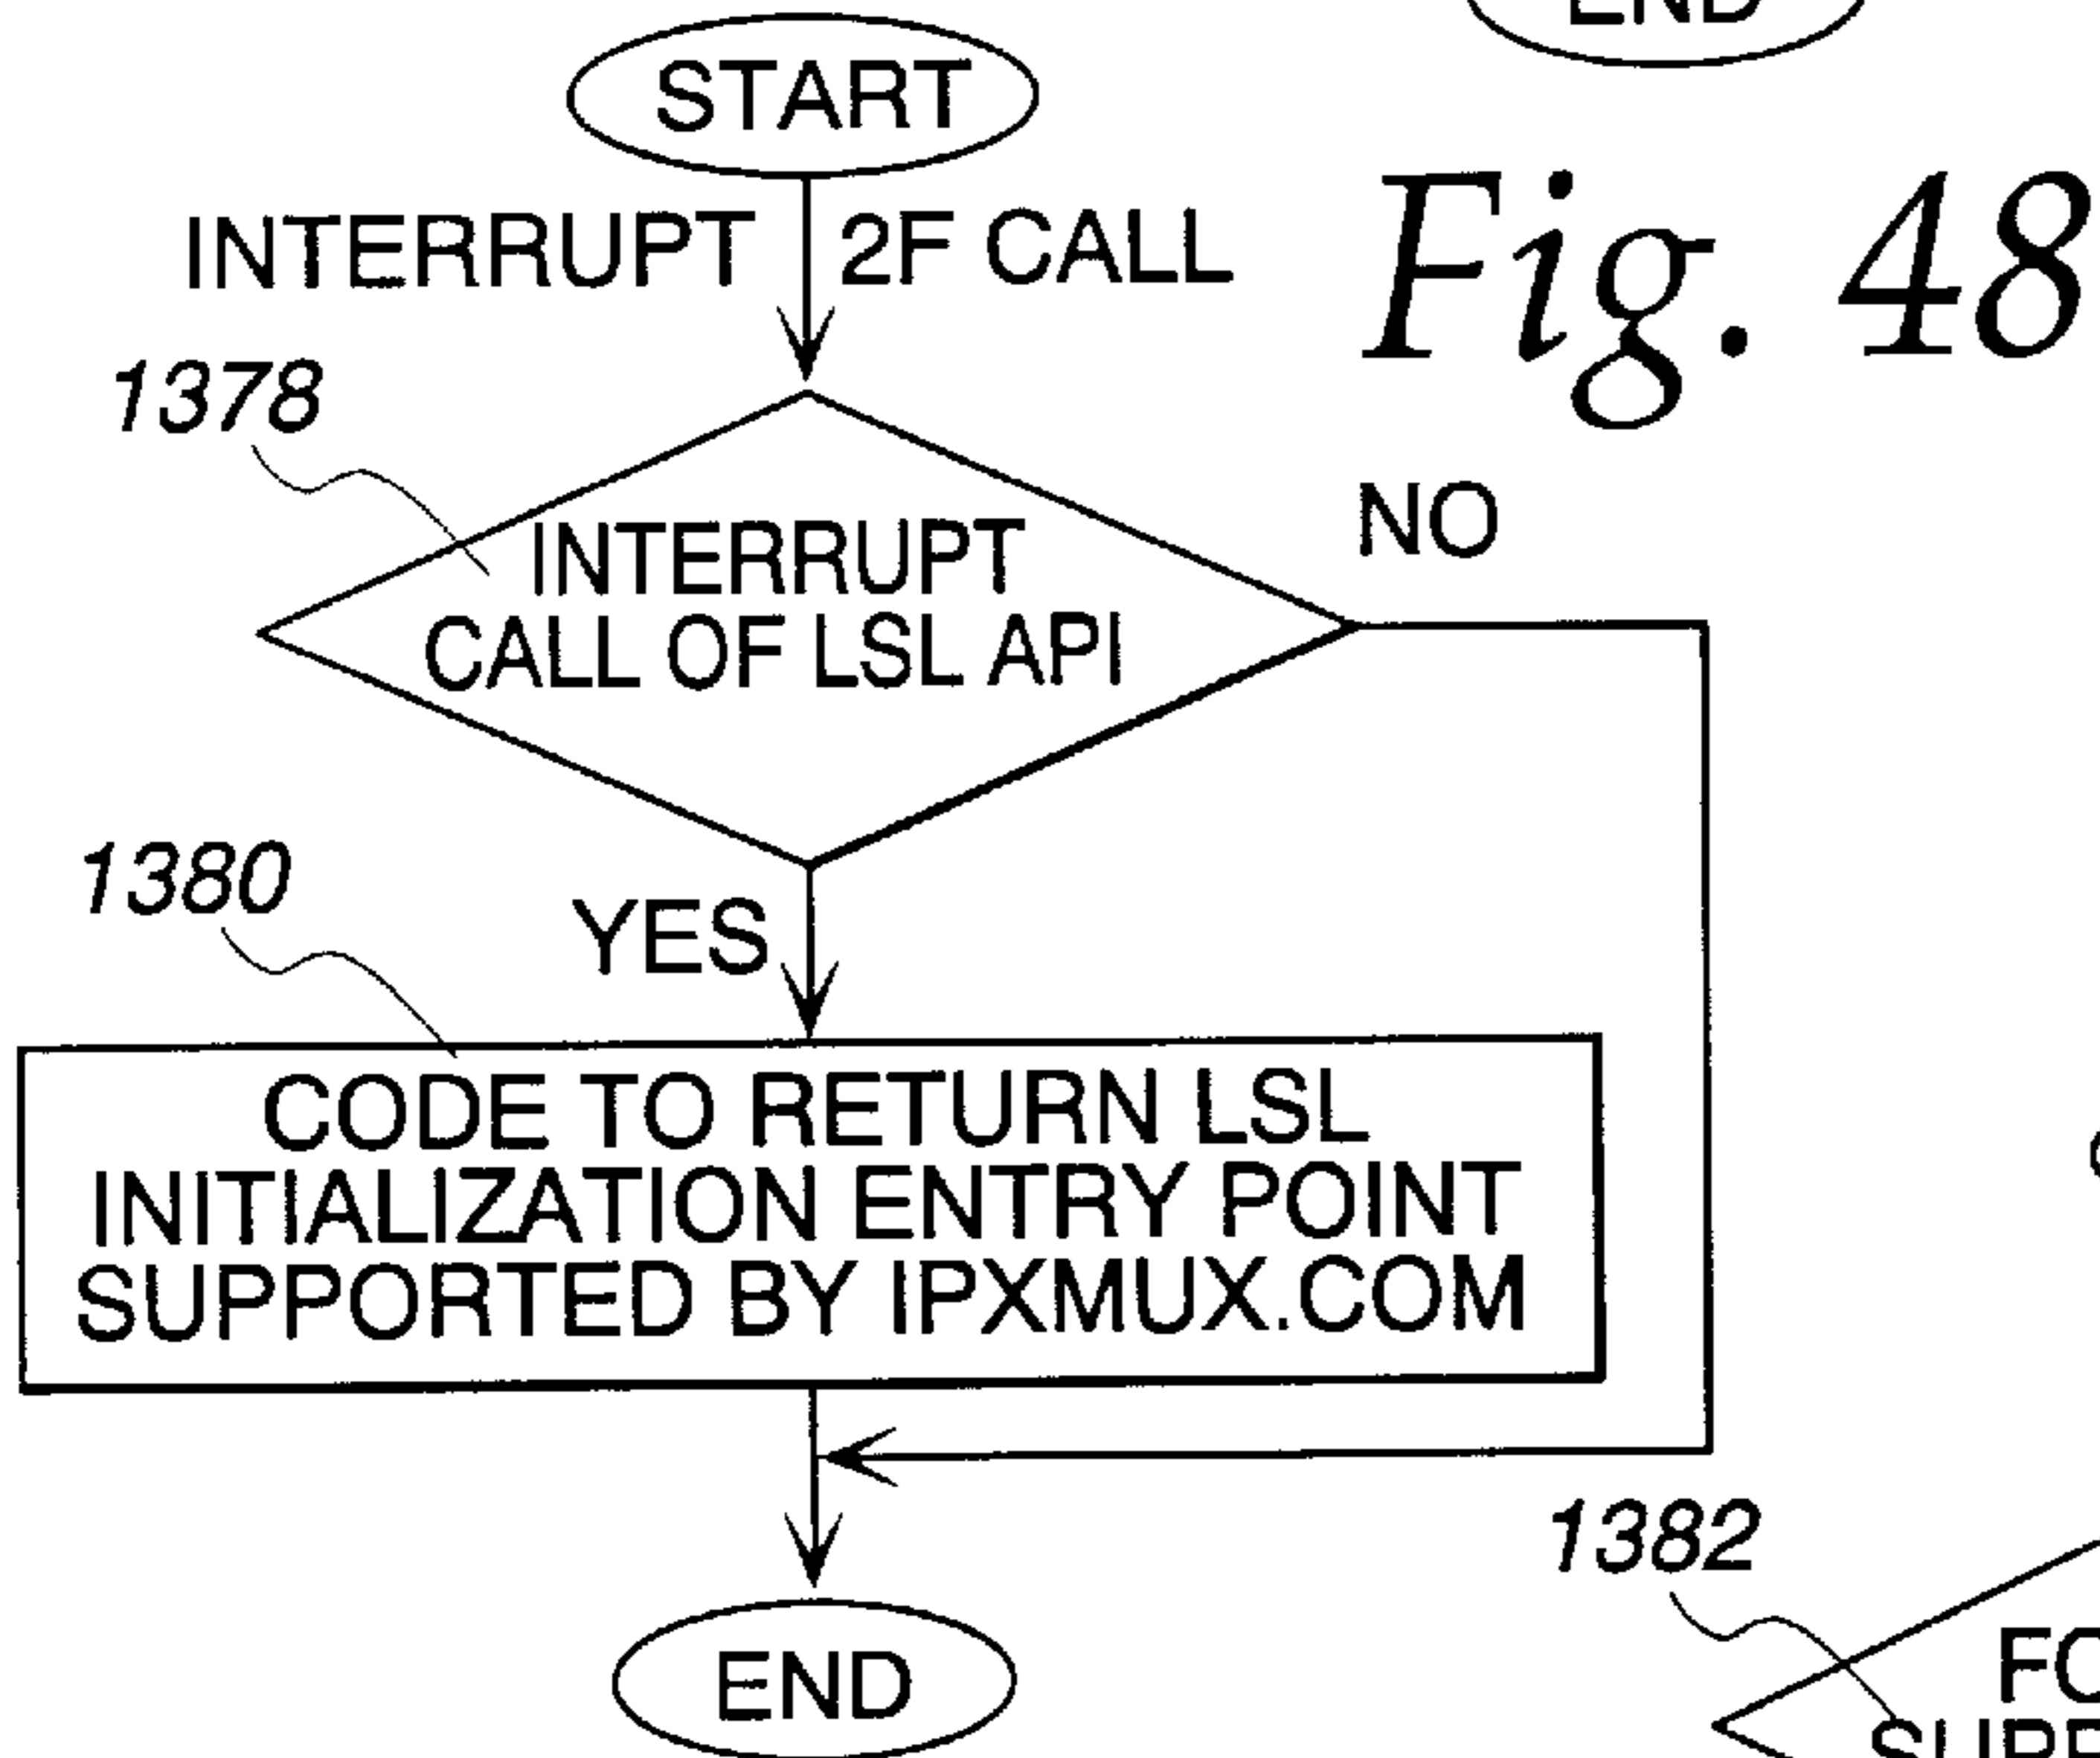 END
START
INTERRUPT 2F CALL
Fig. 48
1378
NO
INTERRUPT
CALL OF LSL API
1380
YES
CODE TO RETURN LSL
INITIALIZATION ENTRY POINT
SUPPORTED BY IPXMUX.COM
1382
END